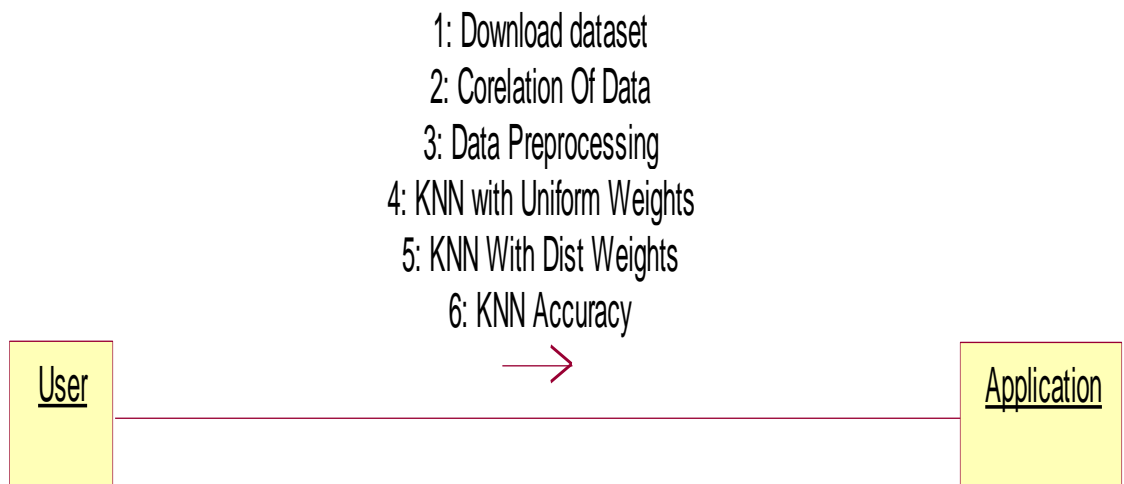 1: Download dataset
2: Corelation Of Data
3: Data Preprocessing
4: KNN with Uniform Weights
5: KNN With Dist Weights
6: KNN Accuracy
User
Application